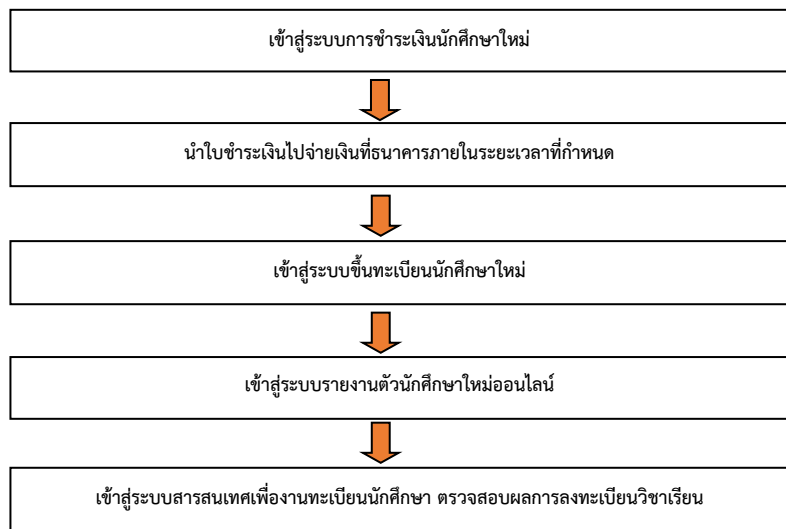 เข้าสู่ระบบการชำระเงินนักศึกษาใหม่
นำใบชำระเงินไปจ่ายเงินที่ธนาคารภายในระยะเวลาที่กำหนด
เข้าสู่ระบบขึ้นทะเบียนนักศึกษาใหม่
เข้าสู่ระบบรายงานตัวนักศึกษาใหม่ออนไลน์
เข้าสู่ระบบสารสนเทศเพื่องานทะเบียนนักศึกษา ตรวจสอบผลการลงทะเบียนวิชาเรียน